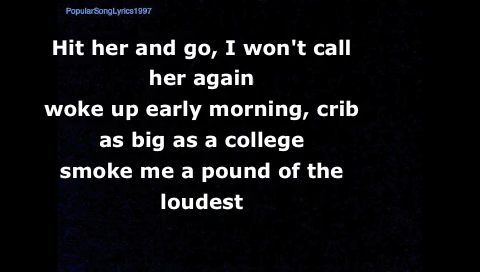 PopularSongLyrics1997
Hit her and go, I won't call
her again
woke up early morning, crib
as big as a college
smoke me a pound of the
loudest